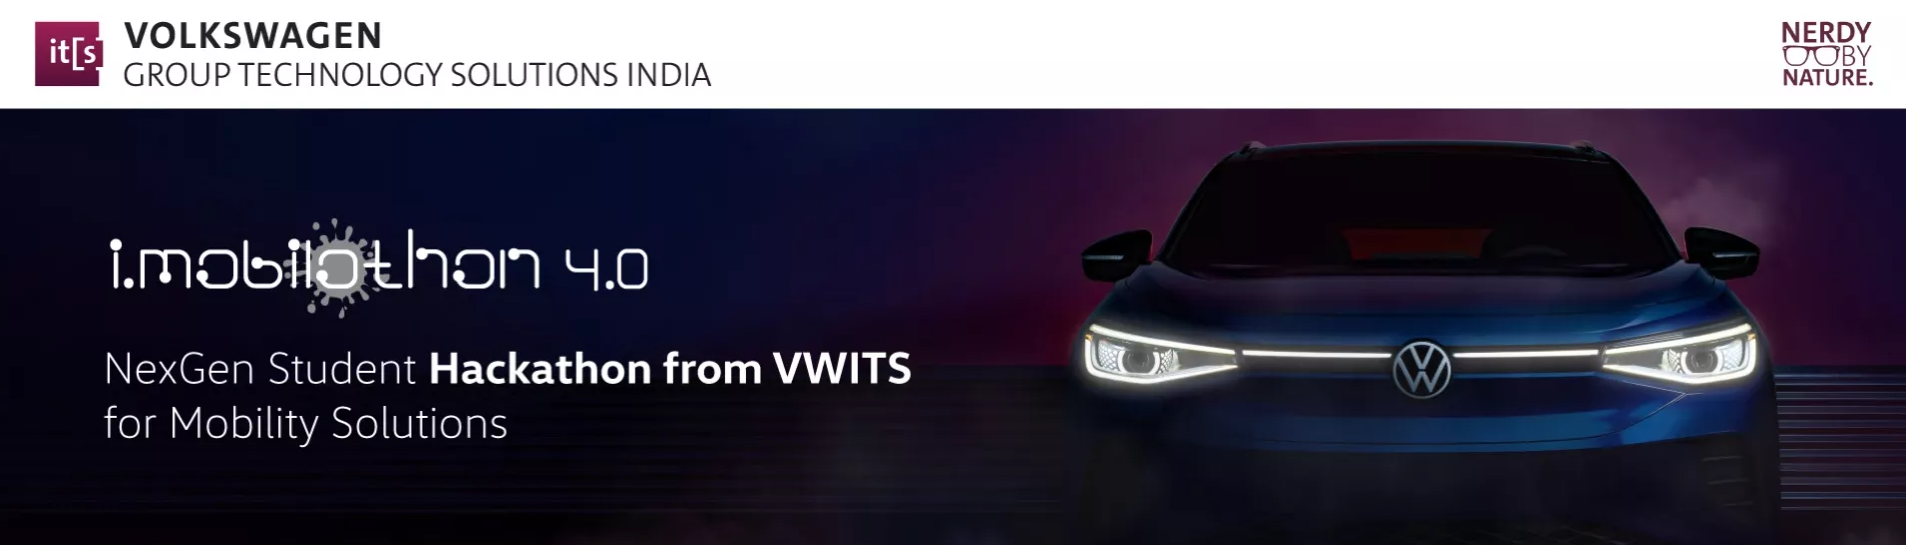 it[s]
VOLKSWAGEN
GROUP TECHNOLOGY SOLUTIONS INDIA
NERDY
BY
NATURE.
i.mobilothon 4.0
NexGen Student Hackathon from VWITS
for Mobility Solutions